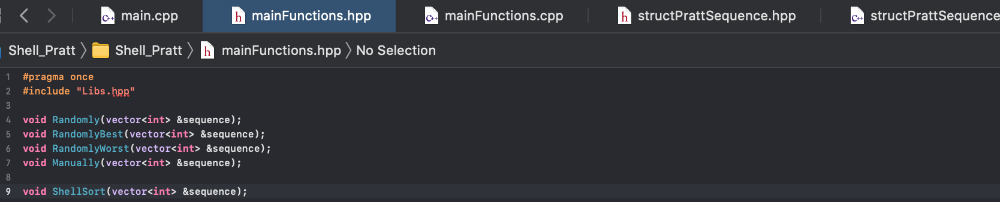 main.cpp mainFunctions.hpp mainFunctions.cpp structPrattSequence.hpp structPrattSequence
Shell_Pratt Shell_Pratt mainFunctions.hpp No Selection
1 #pragma once
2 #include "Libs.hpp"
3
4 void Randomly(vector<int> &sequence);
5 void RandomlyBest(vector<int> &sequence);
6 void RandomlyWorst(vector<int> &sequence);
7 void Manually(vector<int> &sequence);
8
9 void ShellSort(vector<int> &sequence);